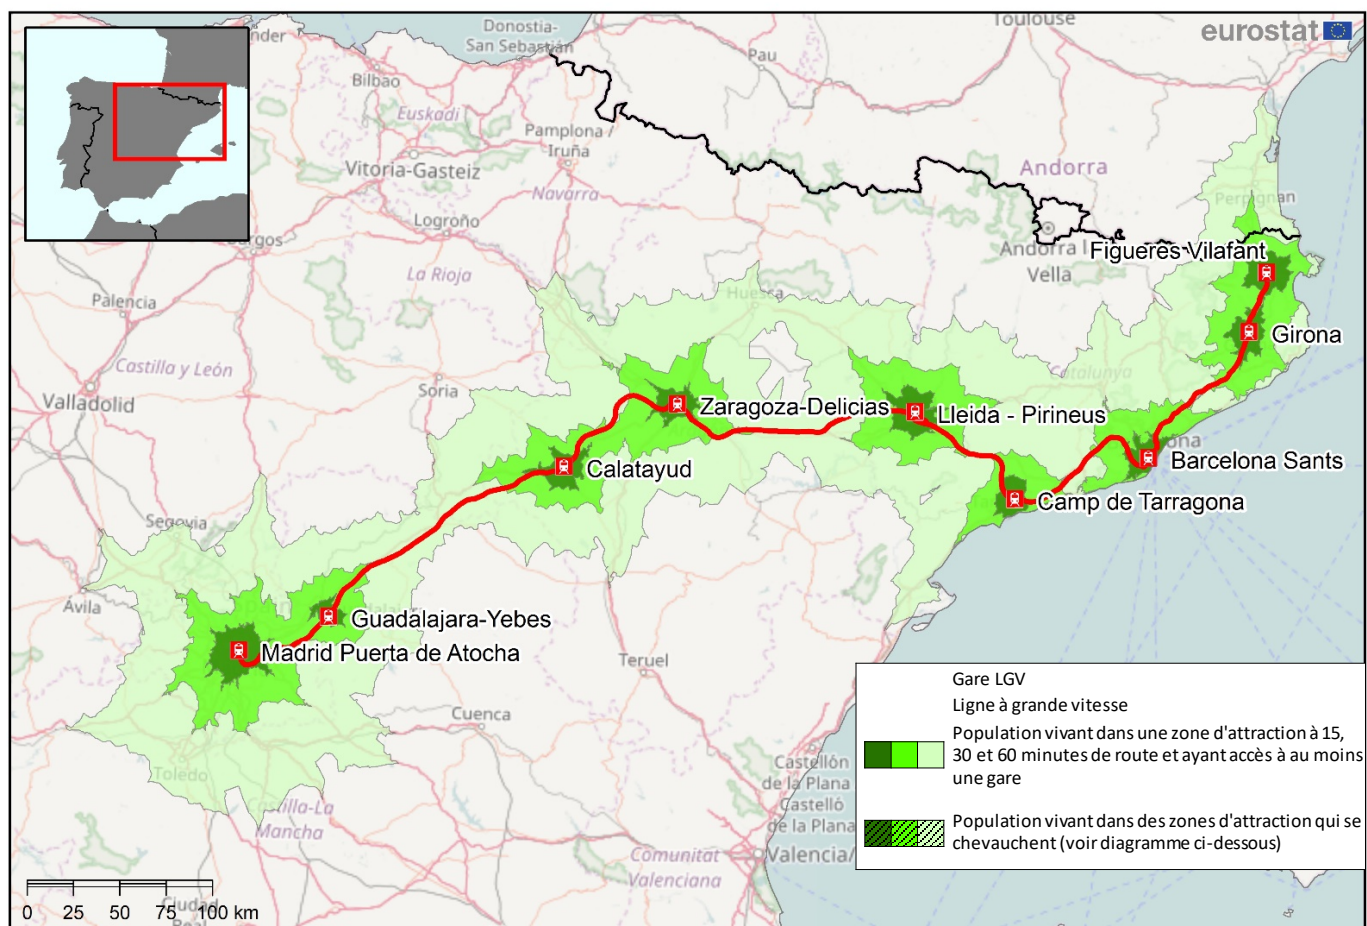 Donostia-
San Sebastián
Toulouse
eurostat
nder
Pau
Bilbao
Euskadi
Pamplona /
Iruña
Vitoria-Gasteiz
Andorra
Navarra
Perpignan
Logroño
Burgos
Andorra l
Vella
Figueres Vilafant
La Rioja
Huesca
Palencia
Girona
Castilla y León
Soria
Catalunya
Valladolid
Zaragoza-Delicias
Lleida - Pirineus
ona
Calatayud
Barcelona Sants
Camp de Tarragona
Segovia
Ávila
Guadalajara-Yebes
Madrid Puerta de Atocha
Teruel
Cuenca
Toledo
Castilla-La
Mancha
Castellón
de la Plana /
Castelló
de la Plana
Comunitat
Valenciana
Valencia/
Ciudad
Real
0 25 50 75 100 km
Gare LGV
Ligne à grande vitesse
Population vivant dans une zone d'attraction à 15,
30 et 60 minutes de route et ayant accès à au moins
une gare
Population vivant dans des zones d'attraction qui se
chevauchent (voir diagramme ci-dessous)